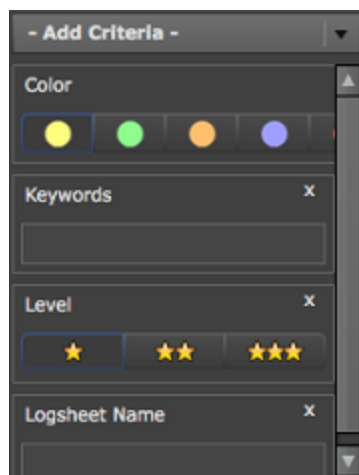 - Add Criteria -
Color
Keywords x
Level x
Logsheet Name x